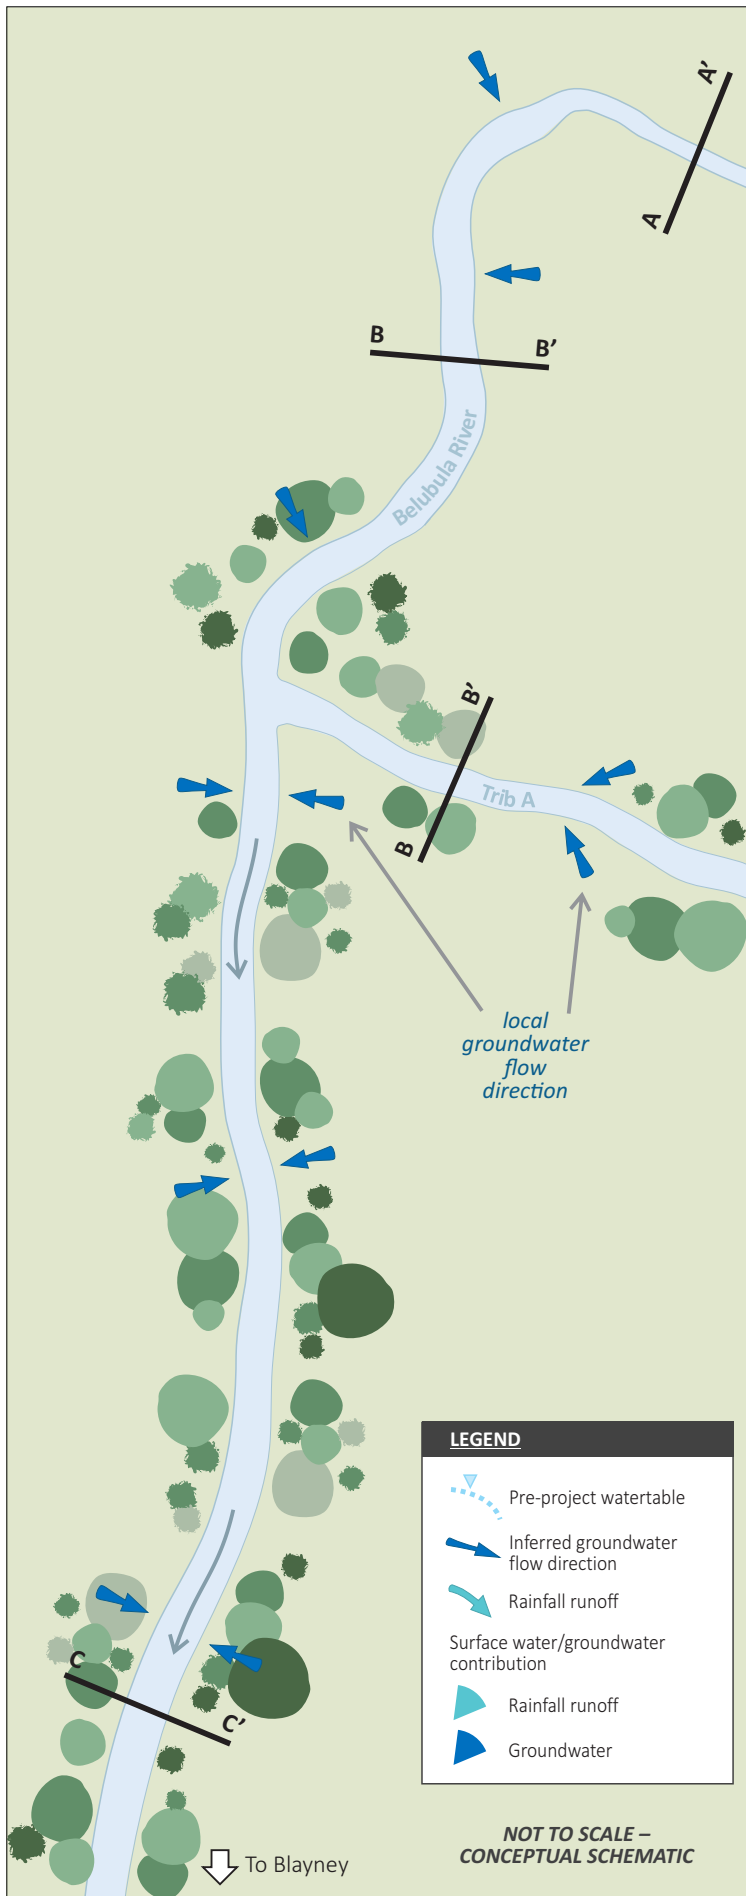 A'
A
B
B'
Belubula River
B'
Trib A
B
local
groundwater
flow
direction
LEGEND
Pre-project watertable
Inferred groundwater
flow direction
Rainfall runoff
Surface water/groundwater
contribution
Rainfall runoff
Groundwater
C
C'
NOT TO SCALE –
CONCEPTUAL SCHEMATIC
To Blayney